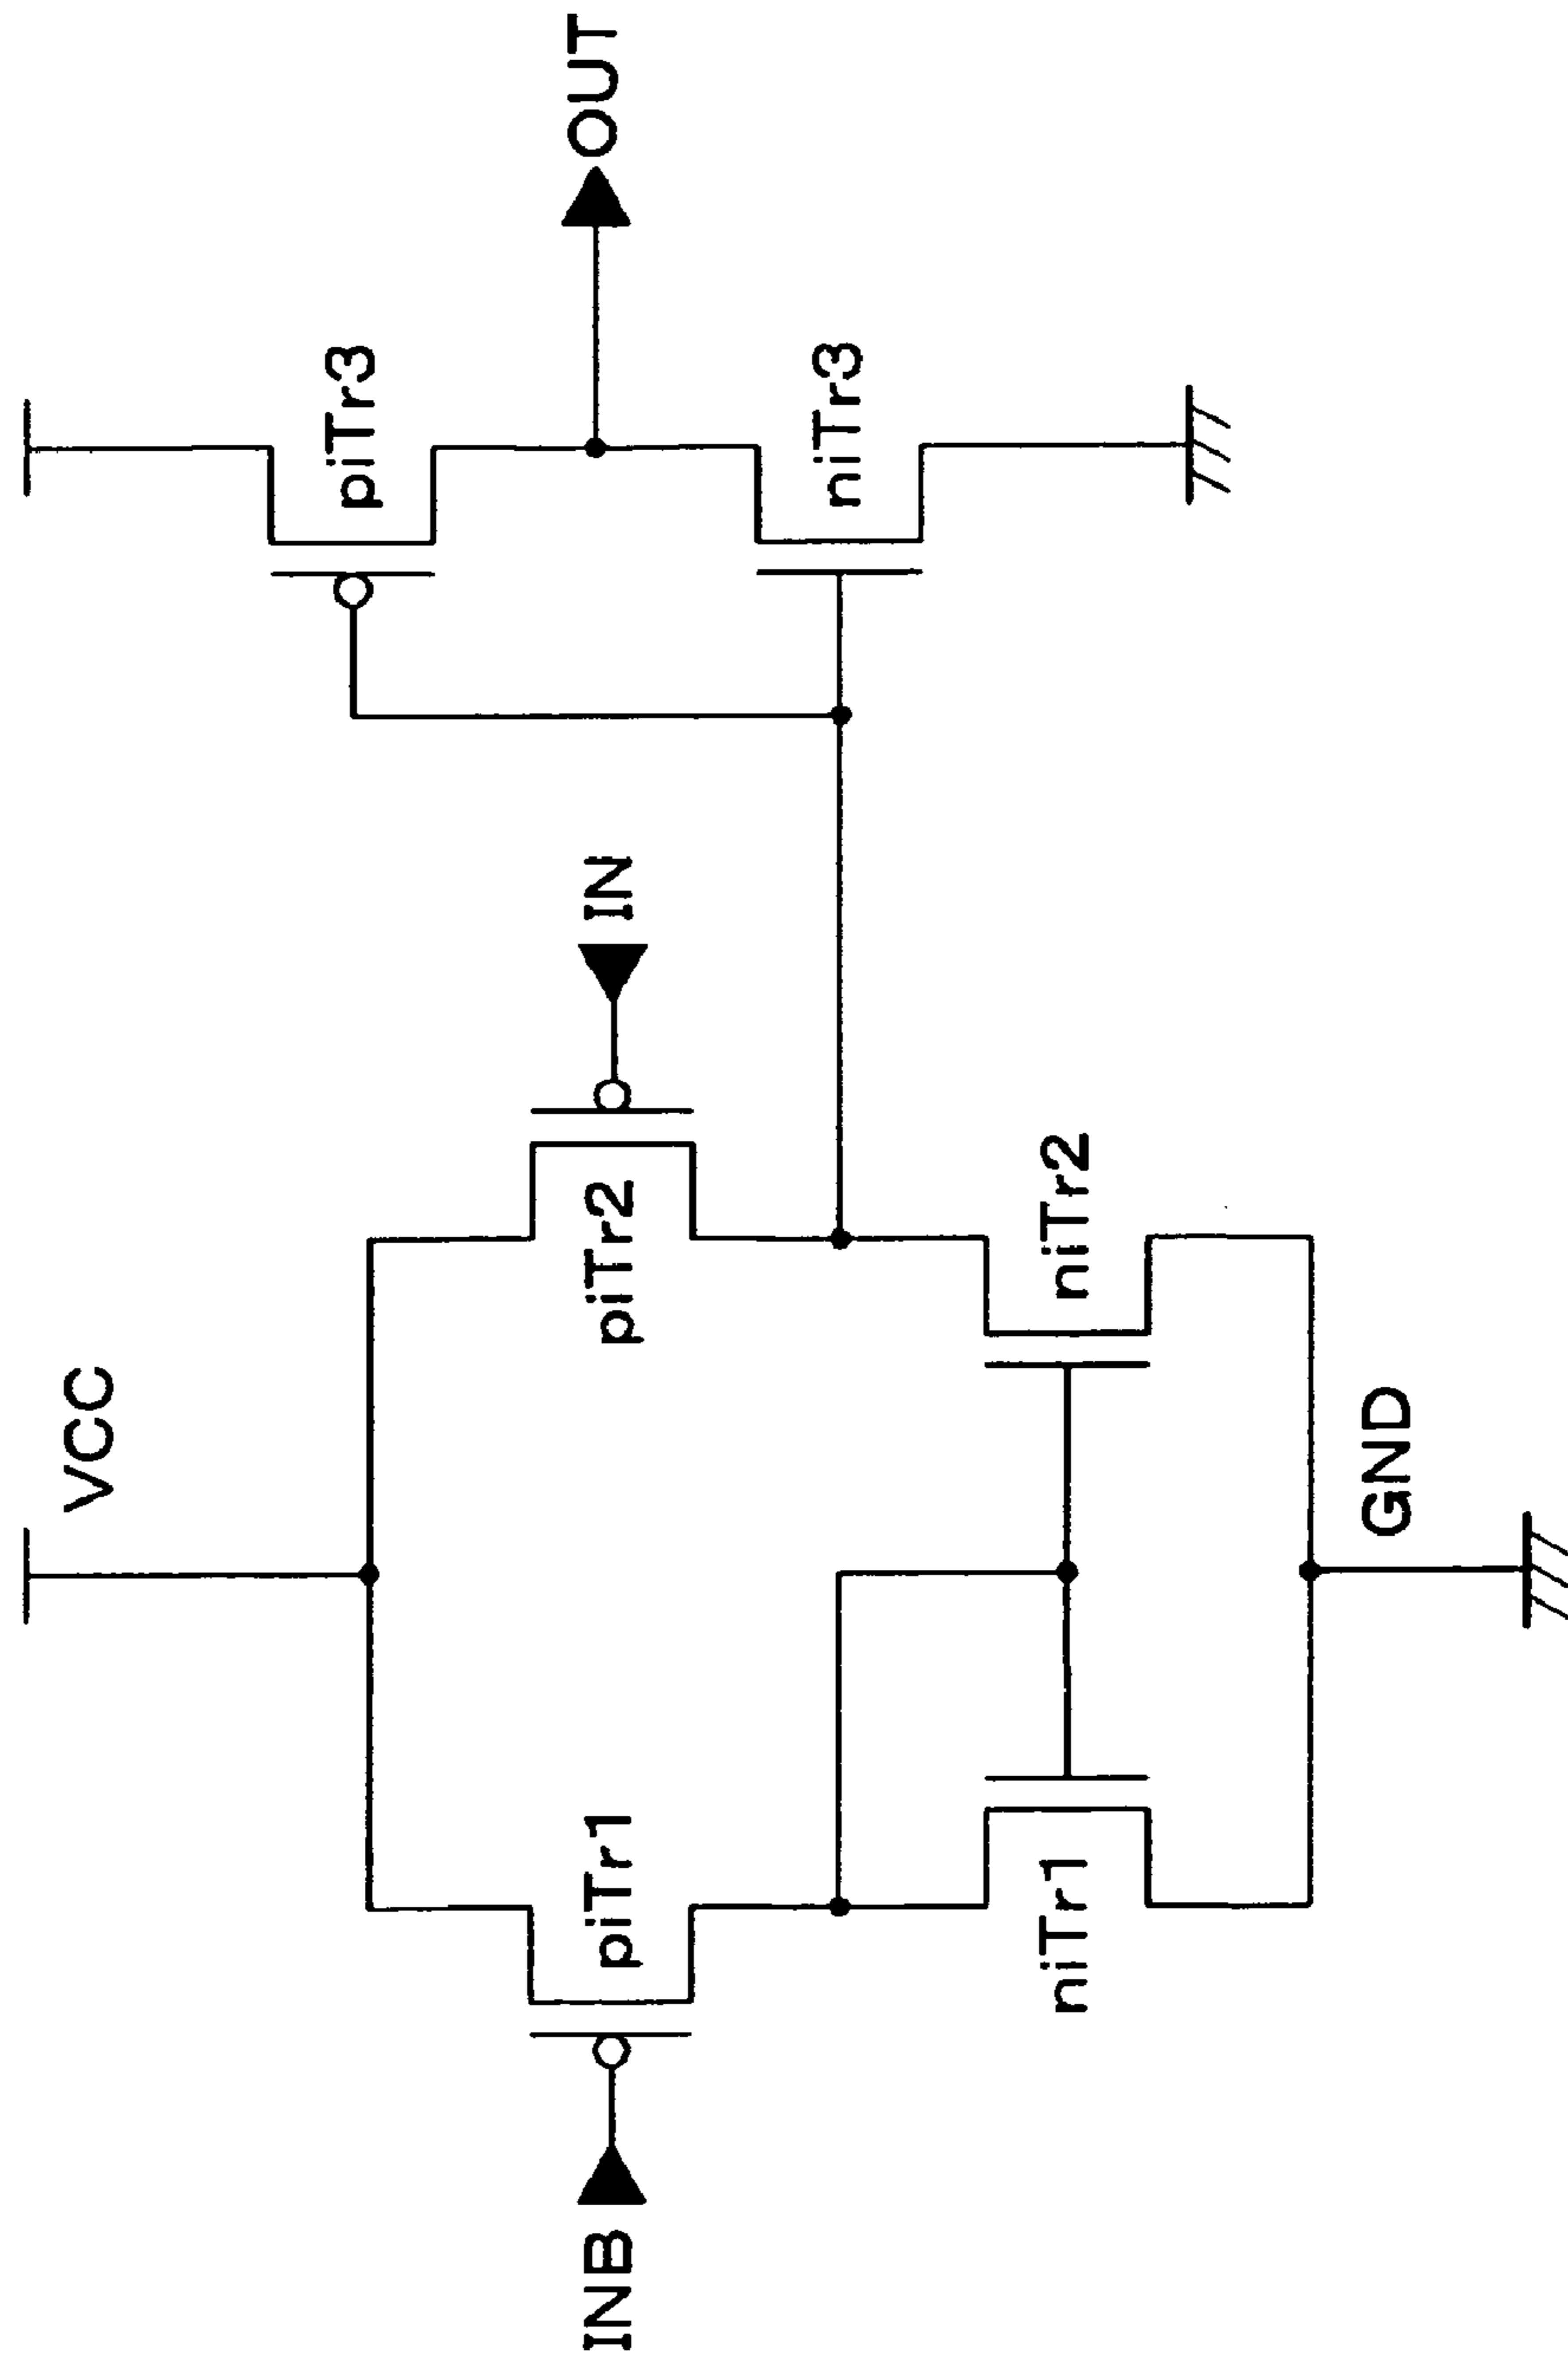 VCC
piTr3
OUT
INB
piTr1
piTr2
IN
niTr3
niTr1
niTr2
GND